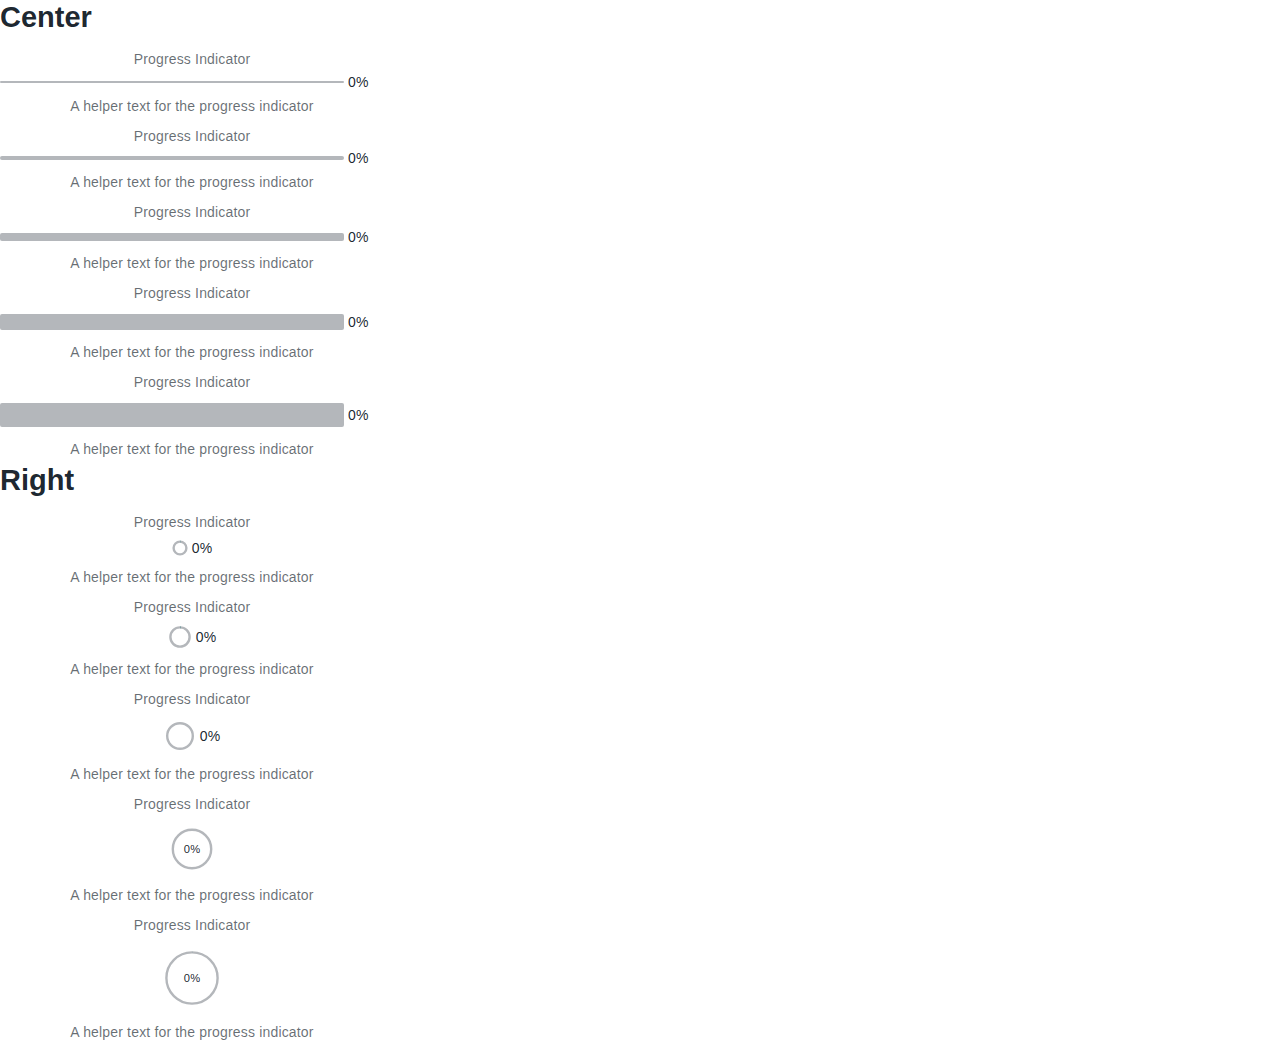 Center
Progress Indicator
0%
A helper text for the progress indicator
Progress Indicator
0%
A helper text for the progress indicator
Progress Indicator
0%
A helper text for the progress indicator
Progress Indicator
0%
A helper text for the progress indicator
Progress Indicator
0%
A helper text for the progress indicator
Right
Progress Indicator
0%
A helper text for the progress indicator
Progress Indicator
0%
A helper text for the progress indicator
Progress Indicator
0%
A helper text for the progress indicator
Progress Indicator
0%
A helper text for the progress indicator
Progress Indicator
0%
A helper text for the progress indicator